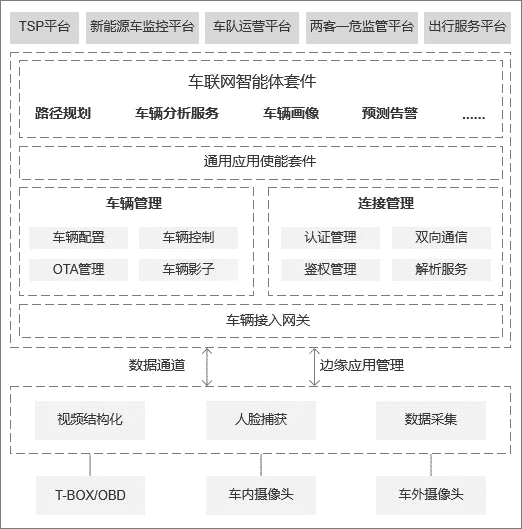 TSP平台 新能源车监控平台 车队运营平台 两客一危监管平台 出行服务平台
车联网智能体套件
路径规划 车辆分析服务 车辆画像 预测告警 ......
通用应用使能套件
车辆管理 连接管理
车辆配置 车辆控制 认证管理 双向通信
OTA管理 车辆影子 鉴权管理 解析服务
车辆接入网关
数据通道 边缘应用管理
视频结构化 人脸捕获 数据采集
T-BOX/OBD 车内摄像头 车外摄像头